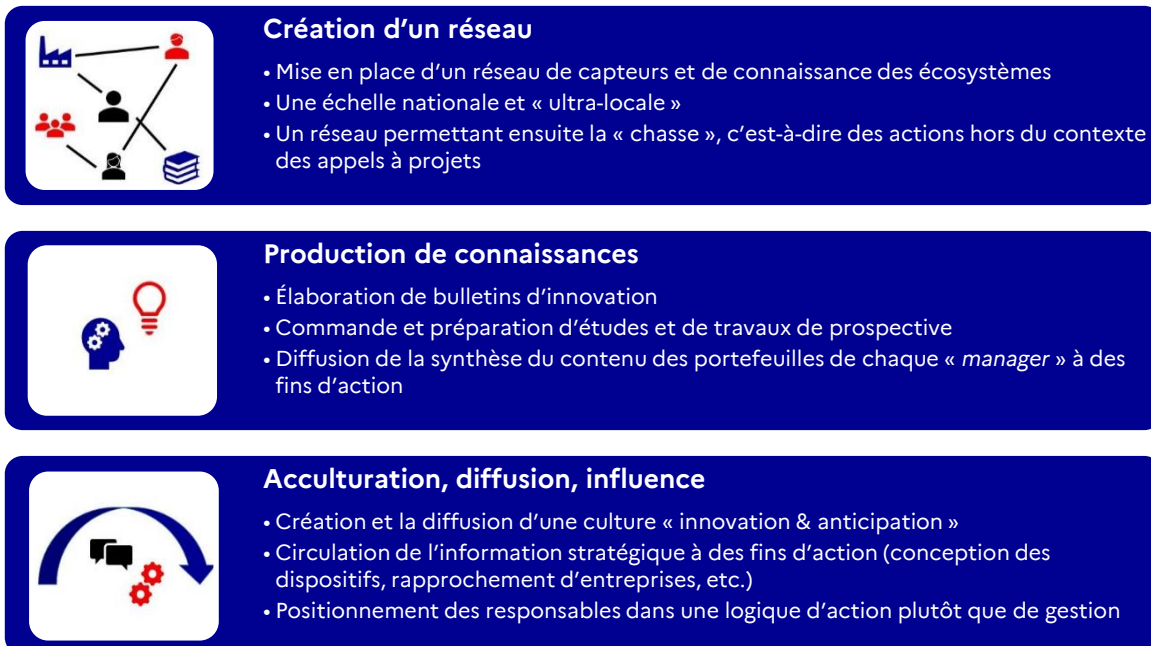 Création d’un réseau
• Mise en place d’un réseau de capteurs et de connaissance des écosystèmes
• Une échelle nationale et « ultra-locale »
• Un réseau permettant ensuite la « chasse », c’est-à-dire des actions hors du contexte
des appels à projets
Production de connaissances
• Élaboration de bulletins d’innovation
• Commande et préparation d’études et de travaux de prospective
• Diffusion de la synthèse du contenu des portefeuilles de chaque « manager » à des
fins d’action
Acculturation, diffusion, influence
• Création et la diffusion d’une culture « innovation & anticipation »
• Circulation de l’information stratégique à des fins d’action (conception des
dispositifs, rapprochement d’entreprises, etc.)
• Positionnement des responsables dans une logique d’action plutôt que de gestion